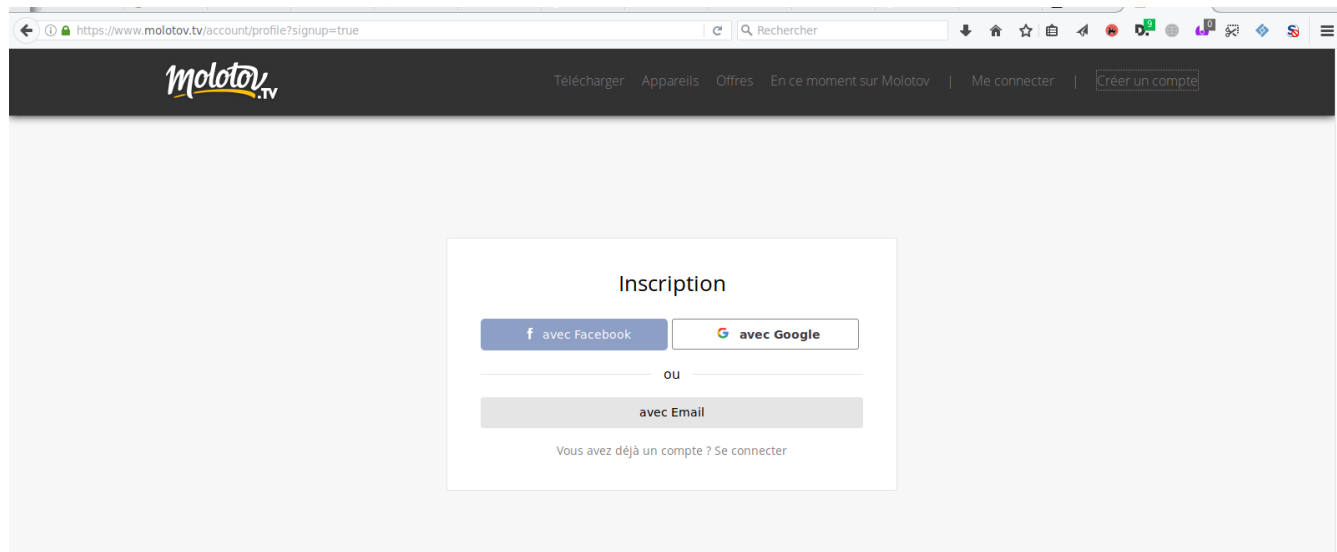 https://www.molotov.tv/account/profile?signup=true
Rechercher
9
0
molotov.TV
Télécharger Appareils Offres En ce moment sur Molotov | Me connecter | Créer un compte
Inscription
f avec Facebook
G avec Google
ou
avec Email
Vous avez déjà un compte ? Se connecter